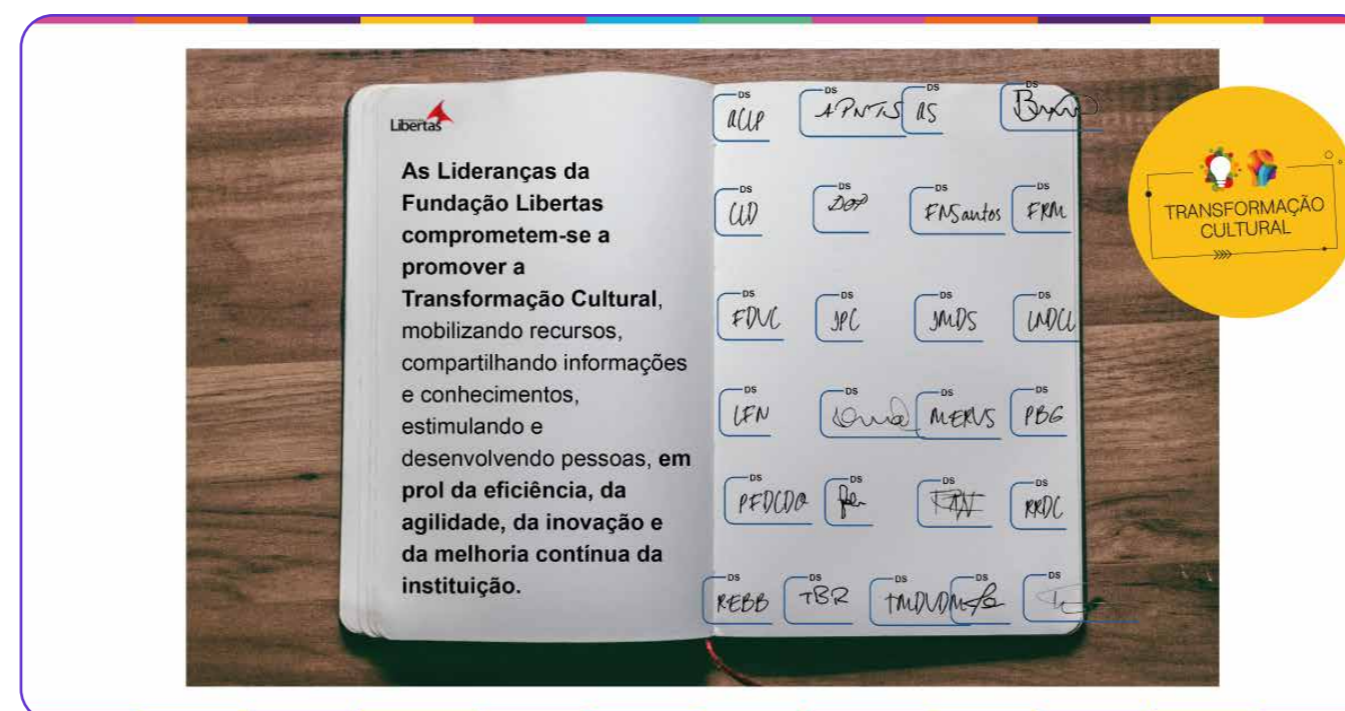 Libertas
As Lideranças da
Fundação Libertas
comprometem-se a
promover a
Transformação Cultural,
mobilizando recursos,
compartilhando informações
e conhecimentos,
estimulando e
desenvolvendo pessoas, em
prol da eficiência, da
agilidade, da inovação e
da melhoria contínua da
instituição.
DS DS DS DS
ACLP APNTS AS
DS DS DS DS
CLD DOP FNSantos FRM
DS DS DS DS
FDVC JPC JMDS
DS DS DS DS
LFN MERVS PBG
DS DS DS DS
RRDC
DS DS DS DS DS
REBB TBR
TRANSFORMAÇÃO
CULTURAL